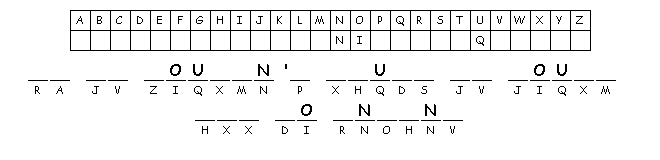 A B C D E F G H I J K L M N O P Q R S T U V W X Y Z
N I Q
O U N ' U O U
R A J V Z I Q X M N P X H Q D S J V J I Q X M
O N N
H X X D I R N O H N V